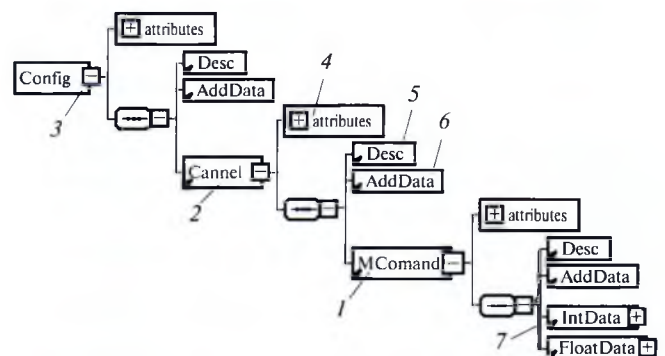 attributes
Config
3
Desc
AddData
4
attributes
5
6
Cannel
2
Desc
AddData
attributes
MComand
1
Desc
AddData
IntData
7
FloatData